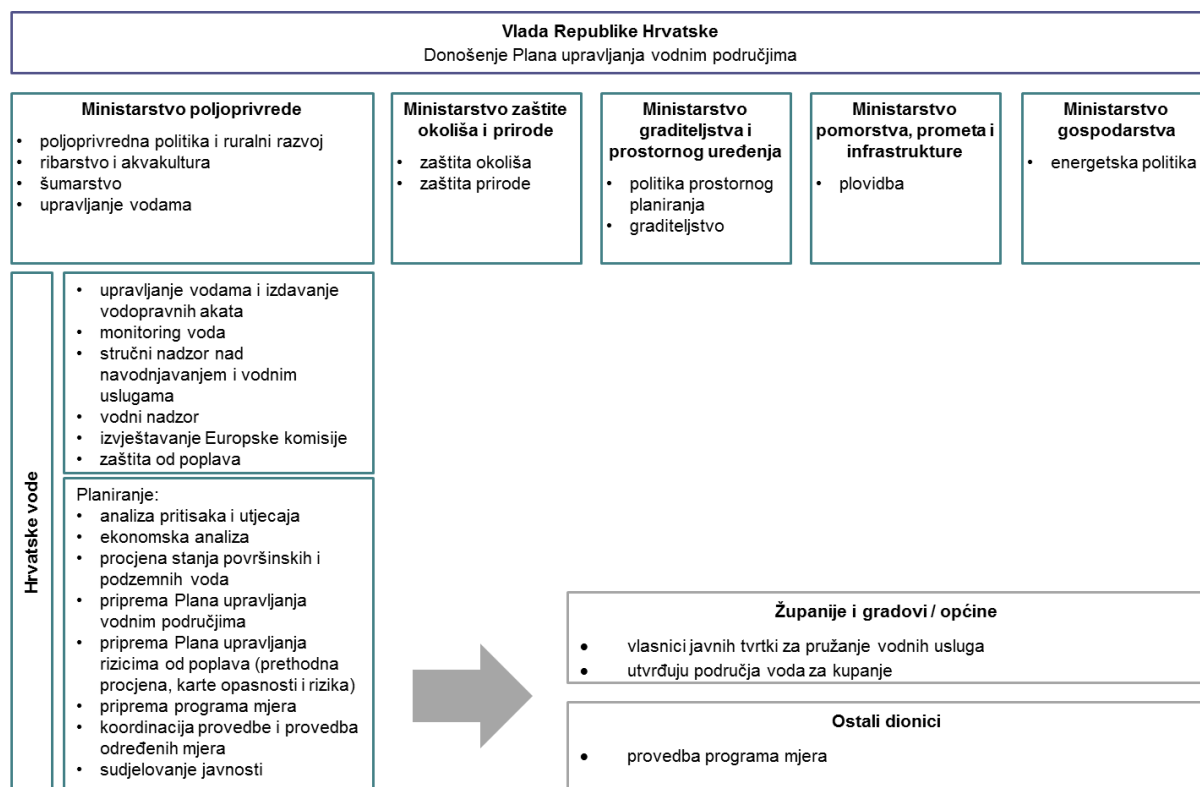 Vlada Republike Hrvatske
Donošenje Plana upravljanja vodnim područjima
Ministarstvo poljoprivrede
• poljoprivredna politika i ruralni razvoj
• ribarstvo i akvakultura
• šumarstvo
• upravljanje vodama
Ministarstvo zaštite
okoliša i prirode
• zaštita okoliša
• zaštita prirode
Ministarstvo
graditeljstva i
prostornog uređenja
• politika prostornog
planiranja
• graditeljstvo
Ministarstvo
pomorstva, prometa i
infrastrukture
• plovidba
Ministarstvo
gospodarstva
• energetska politika
Hrvatske vode
• upravljanje vodama i izdavanje
vodopravnih akata
• monitoring voda
• stručni nadzor nad
navodnjavanjem i vodnim
uslugama
• vodni nadzor
• izvještavanje Europske komisije
• zaštita od poplava
Planiranje:
• analiza pritisaka i utjecaja
• ekonomska analiza
• procjena stanja površinskih i
podzemnih voda
• priprema Plana upravljanja
vodnim područjima
• priprema Plana upravljanja
rizicima od poplava (prethodna
procjena, karte opasnosti i rizika)
• priprema programa mjera
• koordinacija provedbe i provedba
određenih mjera
• sudjelovanje javnosti
Županije i gradovi / općine
• vlasnici javnih tvrtki za pružanje vodnih usluga
• utvrđuju područja voda za kupanje
Ostali dionici
• provedba programa mjera